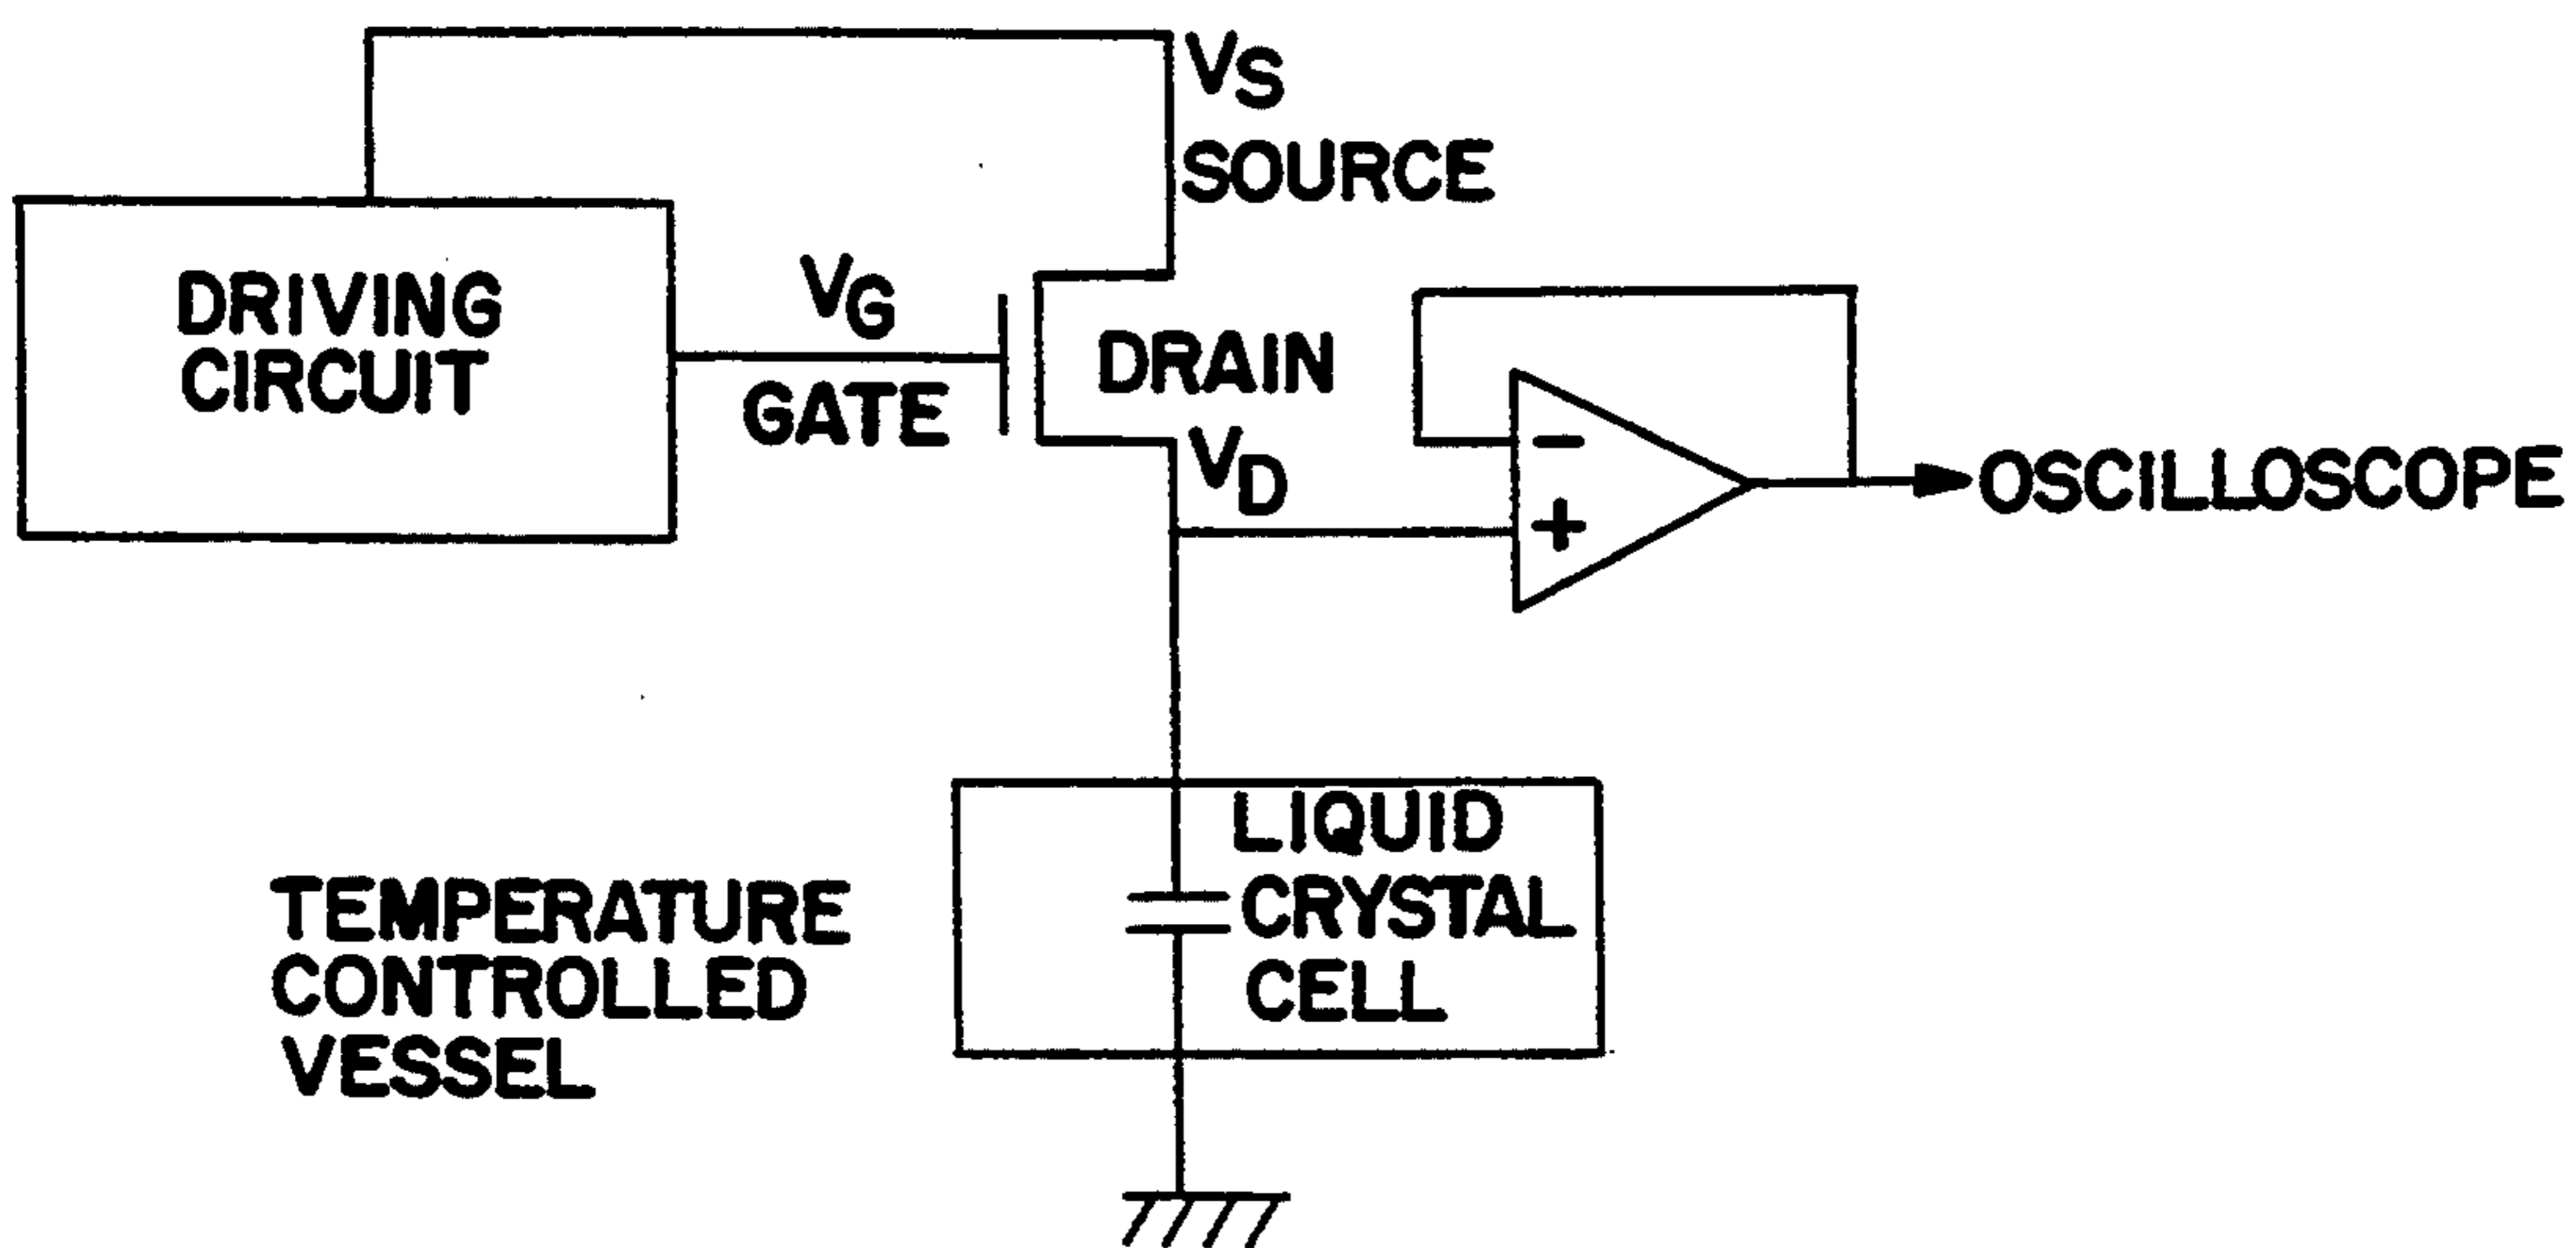 VS
SOURCE
DRIVING
CIRCUIT
VG
GATE
DRAIN
VD
−
+
OSCILLOSCOPE
LIQUID
CRYSTAL
CELL
TEMPERATURE
CONTROLLED
VESSEL